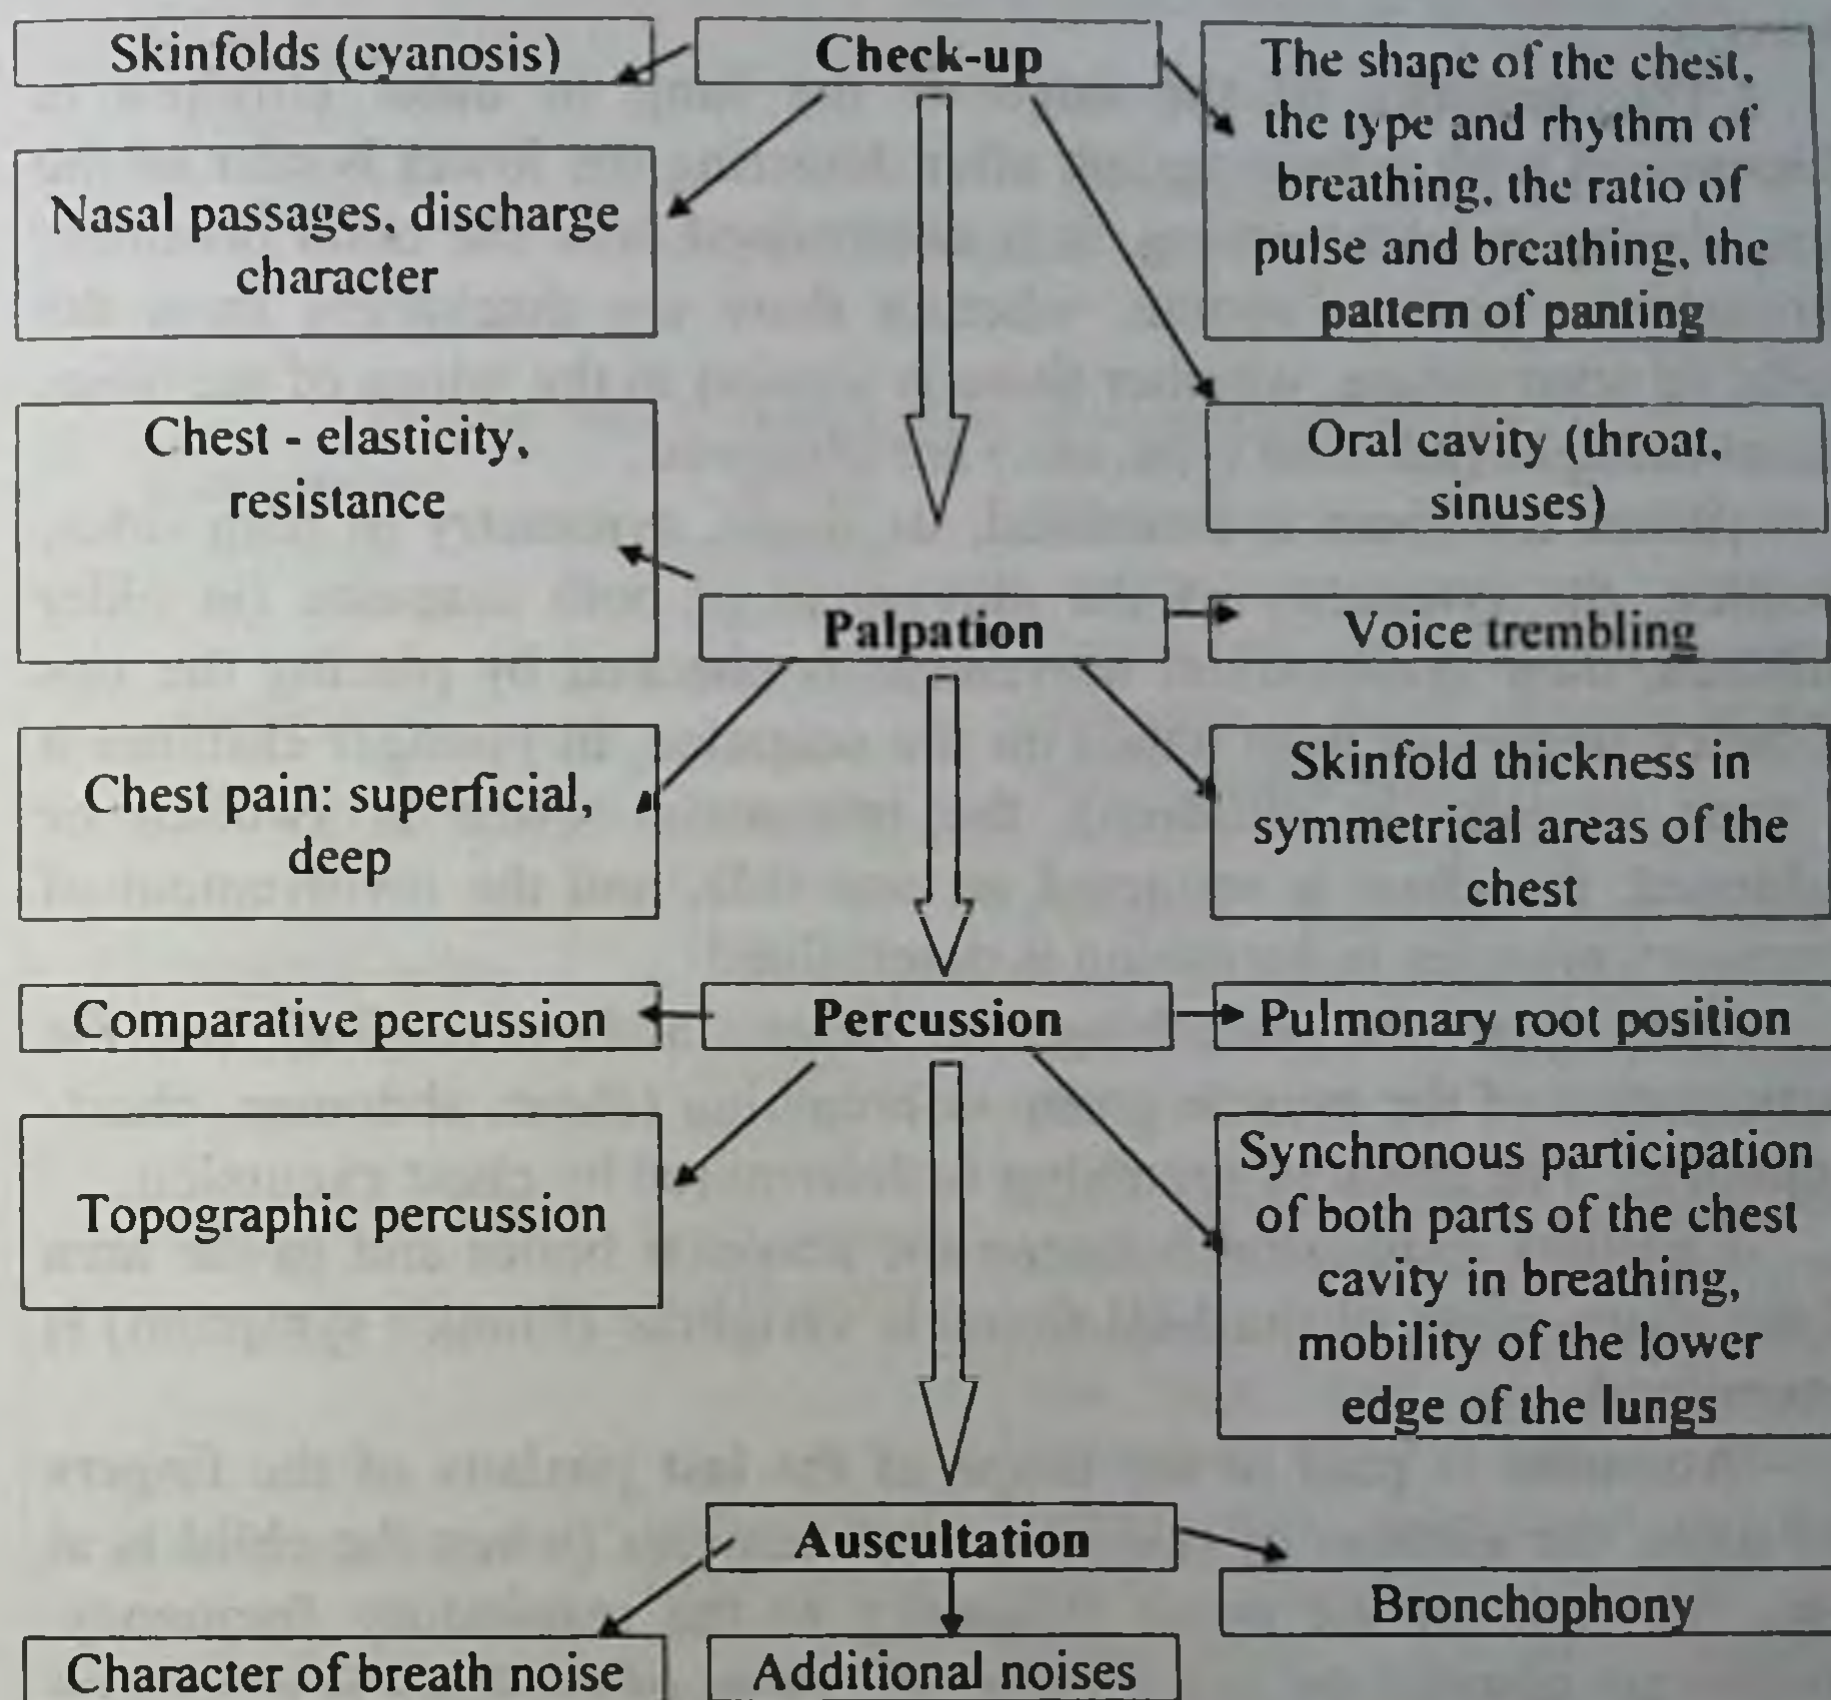 Skinfolds (cyanosis)
Check-up
The shape of the chest,
the type and rhythm of
breathing, the ratio of
pulse and breathing, the
pattern of panting
Nasal passages, discharge
character
Chest - elasticity,
resistance
Oral cavity (throat,
sinuses)
Palpation
Voice trembling
Chest pain: superficial,
deep
Skinfold thickness in
symmetrical areas of the
chest
Comparative percussion
Percussion
Pulmonary root position
Topographic percussion
Synchronous participation
of both parts of the chest
cavity in breathing,
mobility of the lower
edge of the lungs
Auscultation
Bronchophony
Character of breath noise
Additional noises